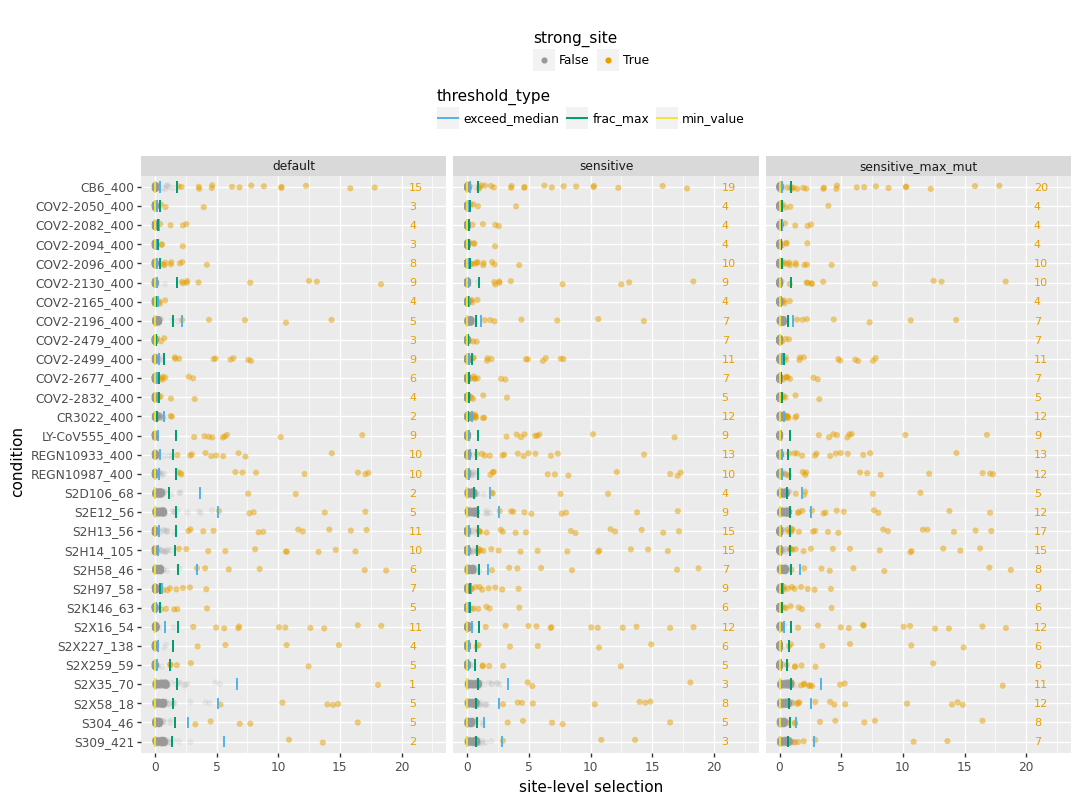 strong_site
False True
threshold_type
exceed_median frac_max min_value
default sensitive sensitive_max_mut
CB6_400 15 19 20
COV2-2050_400 3 4 4
COV2-2082_400 4 4 4
COV2-2094_400 3 4 4
COV2-2096_400 8 10 10
COV2-2130_400 9 9 10
COV2-2165_400 4 4 4
COV2-2196_400 5 7 7
COV2-2479_400 3 7 7
COV2-2499_400 9 11 11
COV2-2677_400 6 7 7
COV2-2832_400 4 5 5
CR3022_400 2 12 12
LY-CoV555_400 9 9 9
REGN10933_400 10 13 13
REGN10987_400 10 10 12
S2D106_68 2 4 5
S2E12_56 5 9 12
S2H13_56 11 15 17
S2H14_105 10 15 15
S2H58_46 6 7 8
S2H97_58 7 9 9
S2K146_63 5 6 6
S2X16_54 11 12 12
S2X227_138 4 6 6
S2X259_59 5 5 6
S2X35_70 1 3 11
S2X58_18 5 8 12
S304_46 5 5 8
S309_421 2 3 7
0 5 10 15 20 0 5 10 15 20 0 5 10 15 20
site-level selection
condition